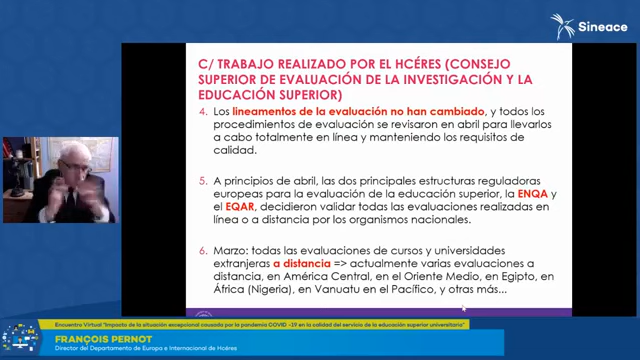 Sineace
C/ TRABAJO REALIZADO POR EL HCÉRES (CONSEJO
SUPERIOR DE EVALUACIÓN DE LA INVESTIGACIÓN Y LA
EDUCACIÓN SUPERIOR)
4. Los lineamentos de la evaluación no han cambiado, y todos los
procedimientos de evaluación se revisaron en abril para llevarlos
a cabo totalmente en línea y manteniendo los requisitos de
calidad.
5. A principios de abril, las dos principales estructuras reguladoras
europeas para la evaluación de la educación superior, la ENQA y
el EQAR, decidieron validar todas las evaluaciones realizadas en
línea o a distancia por los organismos nacionales.
6. Marzo: todas las evaluaciones de cursos y universidades
extranjeras a distancia => actualmente varias evaluaciones a
distancia, en América Central, en el Oriente Medio, en Egipto, en
África (Nigeria), en Vanuatu en el Pacífico, y otras más...
Encuentro Virtual "Impacto de la situación excepcional causada por la pandemia COVID -19 en la calidad del servicio de la educación superior universitaria"
FRANÇOIS PERNOT
Director del Departamento de Europa e Internacional de Hcéres